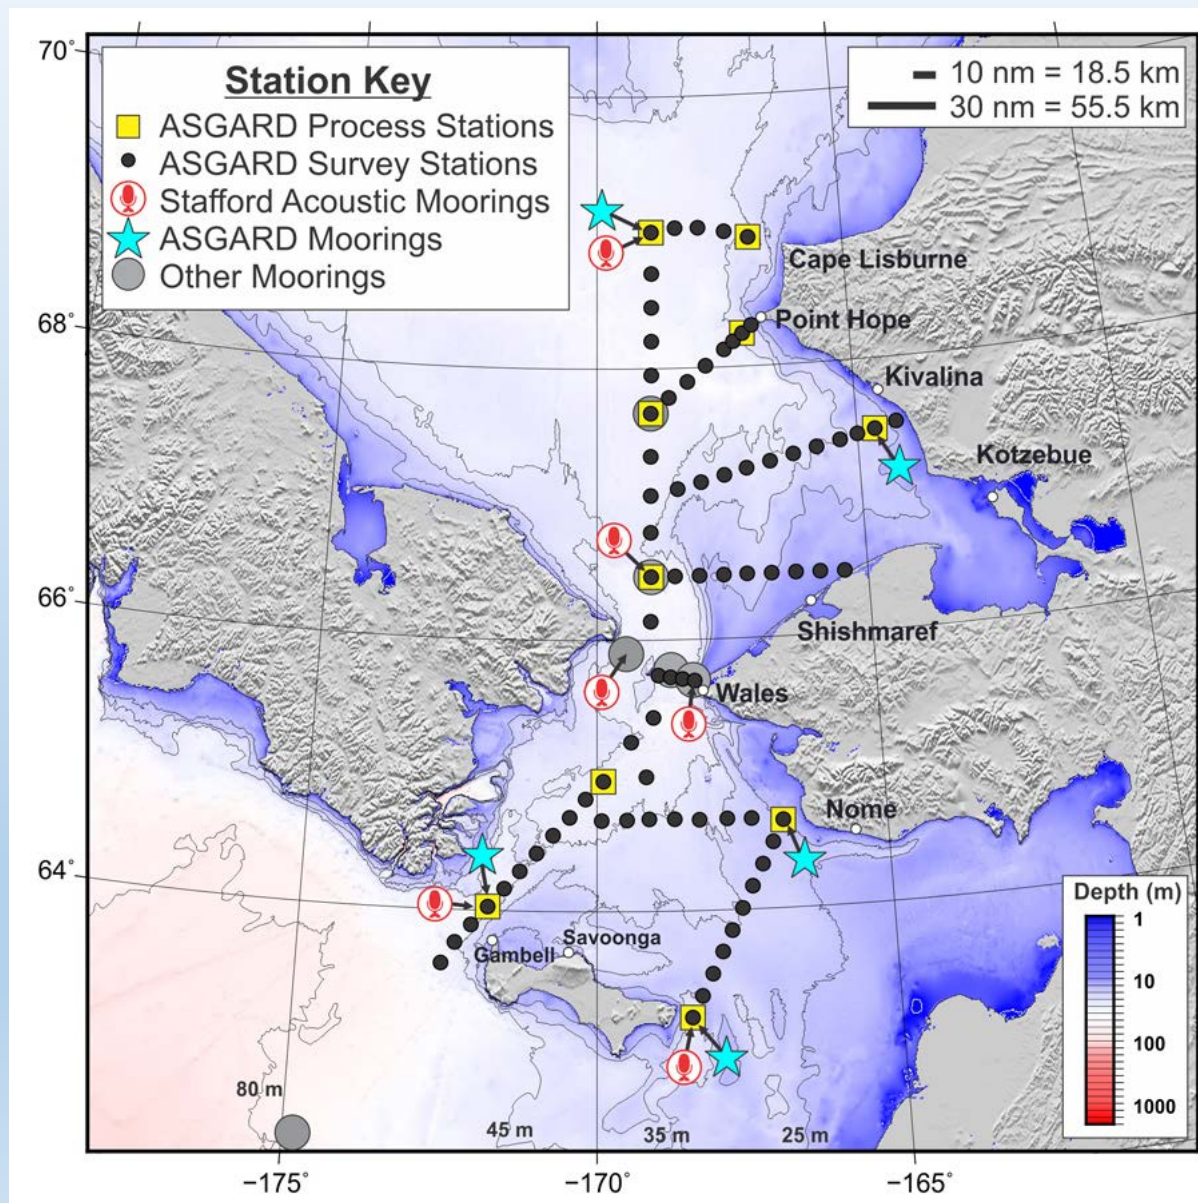 70°
Station Key
ASGARD Process Stations
ASGARD Survey Stations
Stafford Acoustic Moorings
ASGARD Moorings
Other Moorings
10 nm = 18.5 km
30 nm = 55.5 km
Cape Lisburne
68°
Point Hope
Kivalina
Kotzebue
66°
Shishmaref
Wales
Nome
64°
Savoonga
Gambell
Depth (m)
1
10
100
1000
80 m
45 m
35 m
25 m
−175°
−170°
−165°